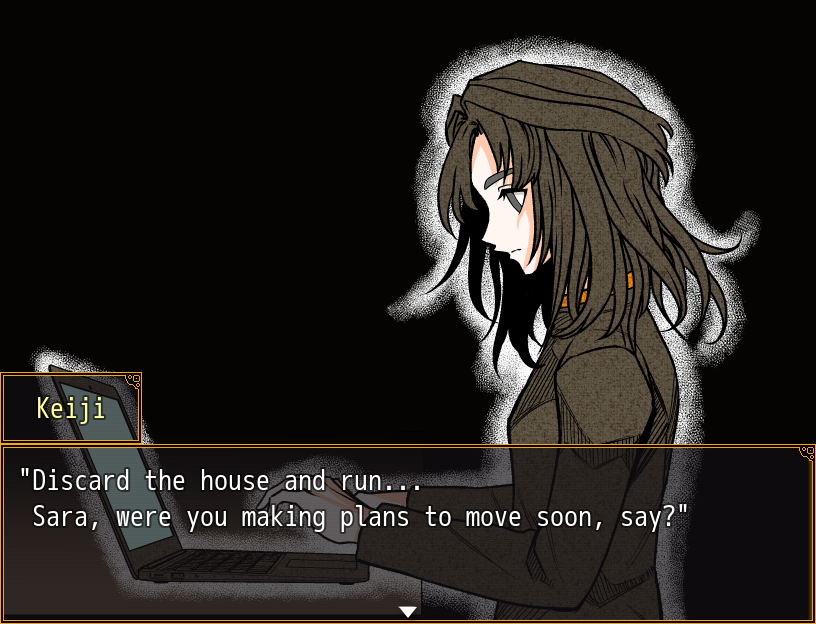 Keiji
"Discard the house and run...
Sara, were you making plans to move soon, say?"